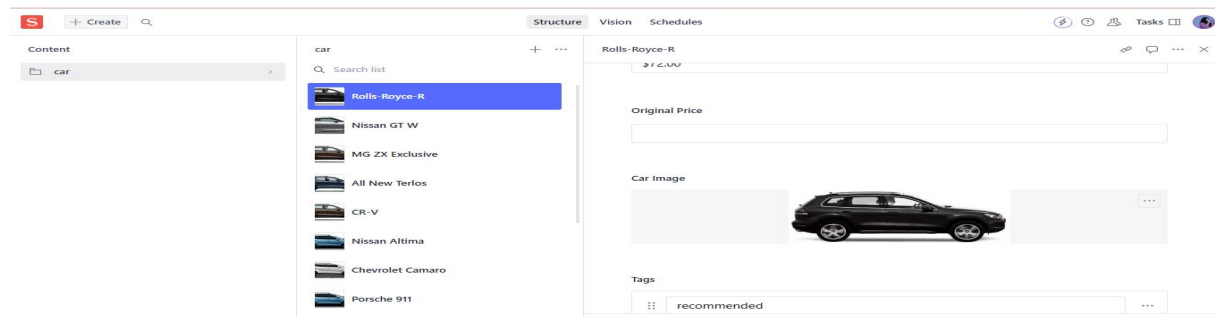 S + Create Structure Vision Schedules Tasks
Content
car
car
Search list
Rolls-Royce-R
Nissan GT W
MG ZX Exclusive
All New Terlos
CR-V
Nissan Altima
Chevrolet Camaro
Porsche 911
Rolls-Royce-R
$72.00
Original Price
Car Image
Tags
recommended